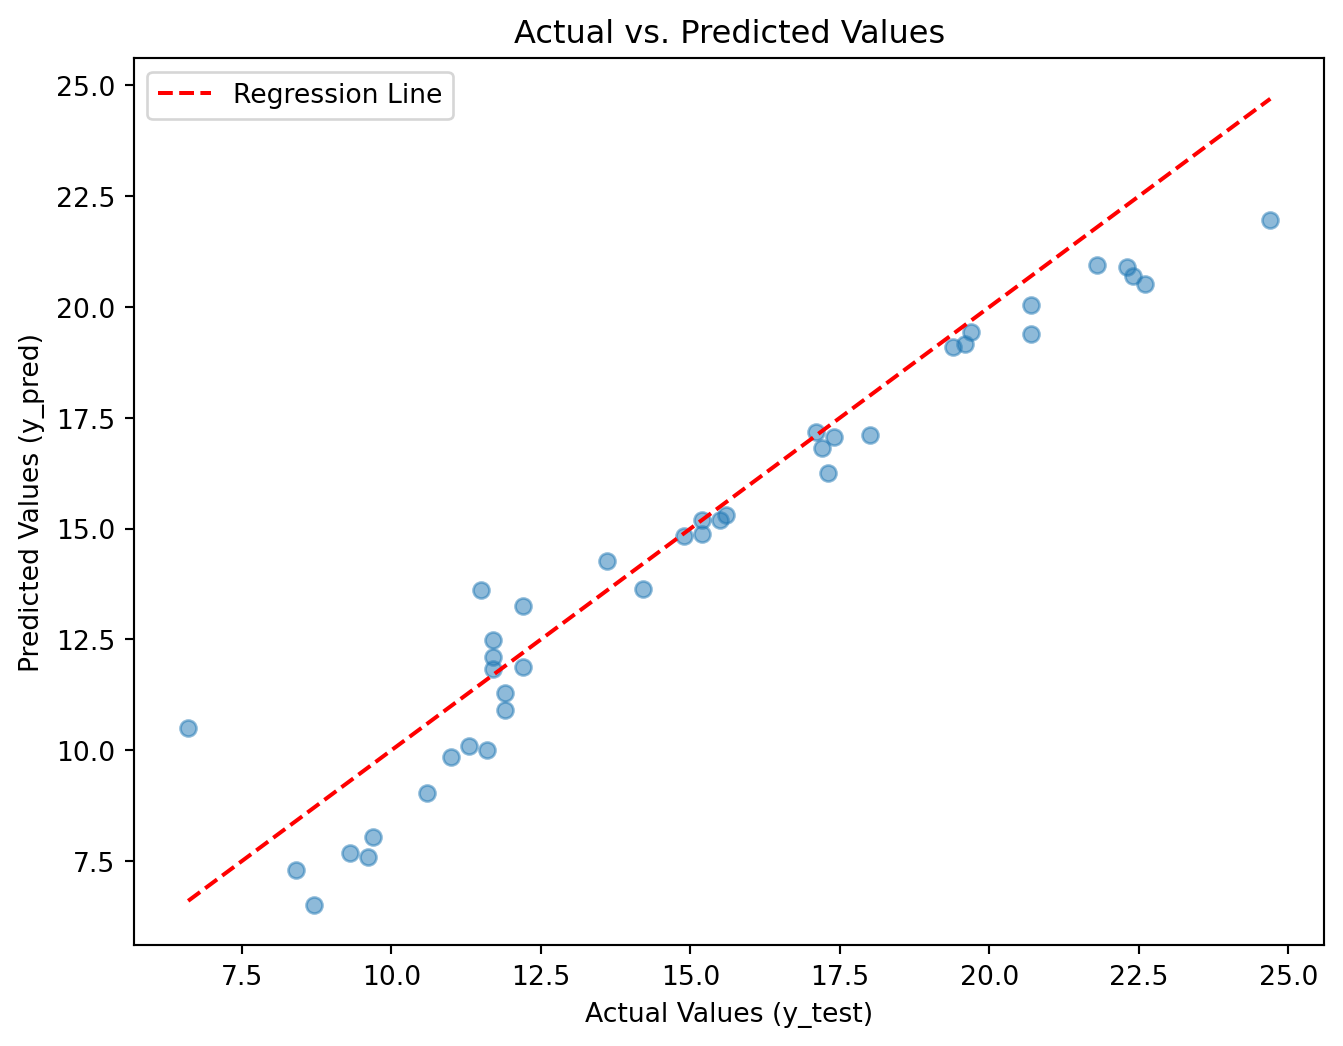 Actual vs. Predicted Values
Regression Line
25.0
22.5
20.0
17.5
15.0
12.5
10.0
7.5
Predicted Values (y_pred)
7.5 10.0 12.5 15.0 17.5 20.0 22.5 25.0
Actual Values (y_test)